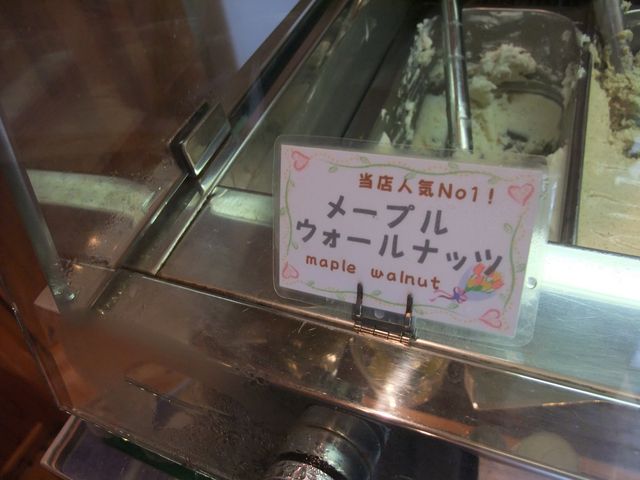 当店人気No1!
メープル
ウォールナッツ
maple walnut